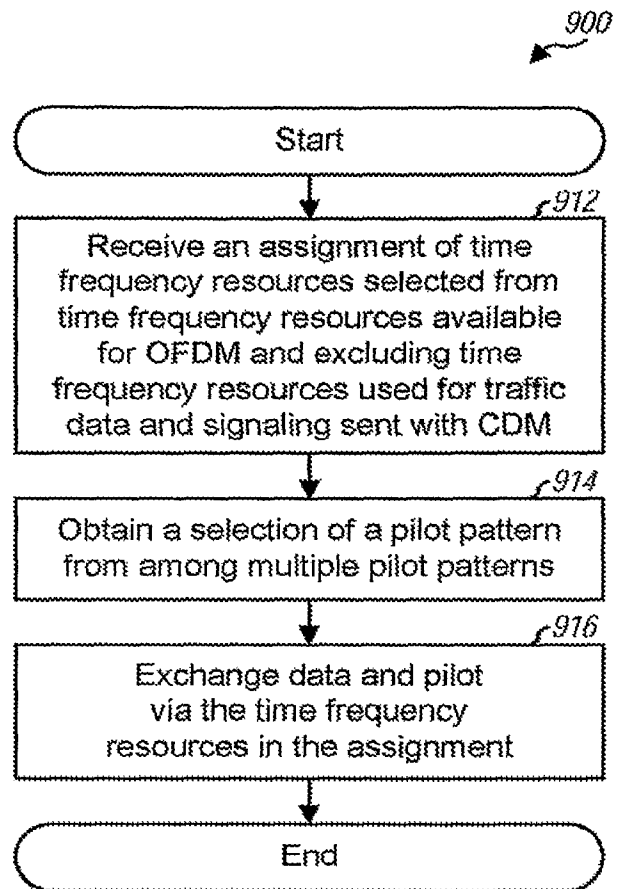 900
Start
912
Receive an assignment of time
frequency resources selected from
time frequency resources available
for OFDM and excluding time
frequency resources used for traffic
data and signaling sent with CDM
914
Obtain a selection of a pilot pattern
from among multiple pilot patterns
916
Exchange data and pilot
via the time frequency
resources in the assignment
End